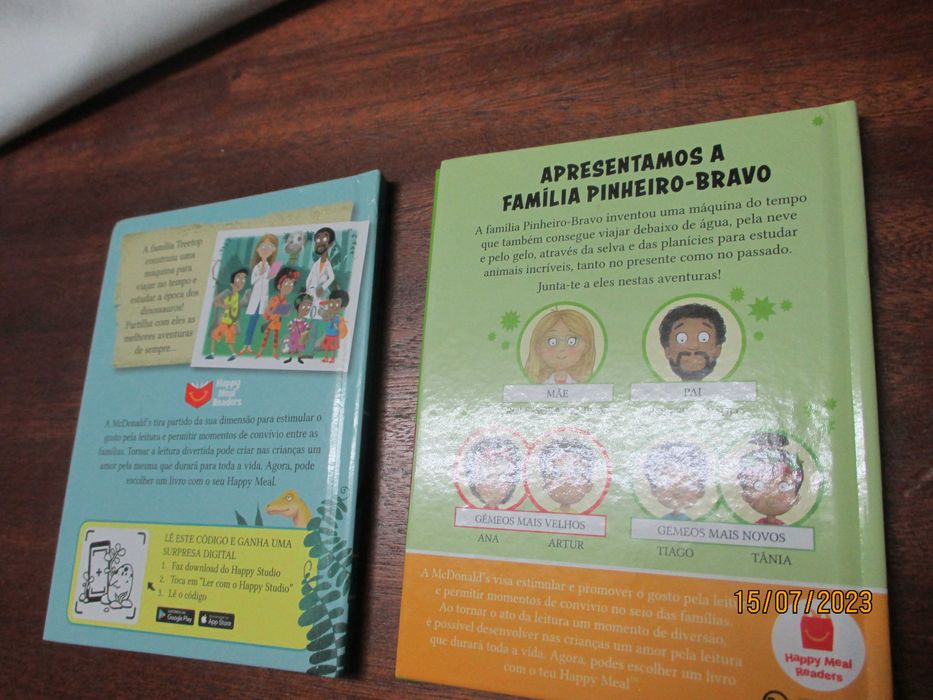 A família Treetop
construiu uma
máquina para
viajar no tempo e
estudar a época dos
dinossauros!
Partilha com eles as
melhores aventuras
de sempre...
Happy
Meal
Readers
A McDonald's tira partido da sua dimensão para estimular o
gosto pela leitura e permitir momentos de convívio entre as
famílias. Tornar a leitura divertida pode criar nas crianças um
amor pela mesma que durará para toda a vida. Agora, pode
escolher um livro com o seu Happy Meal.
LÊ ESTE CÓDIGO E GANHA UMA
SURPRESA DIGITAL
1. Faz download do Happy Studio
2. Toca em "Ler com o Happy Studio"
3. Lê o código
Google Play
App Store
APRESENTAMOS A
FAMÍLIA PINHEIRO-BRAVO
A família Pinheiro-Bravo inventou uma máquina do tempo
que também consegue viajar debaixo de água, pela neve
e pelo gelo, através da selva e das planícies para estudar
animais incríveis, tanto no presente como no passado.
Junta-te a eles nestas aventuras!
MÃE
PAI
GÉMEOS MAIS VELHOS
ANA
ARTUR
GÉMEOS MAIS NOVOS
TIAGO
TÂNIA
A McDonald's visa estimular e promover o gosto pela
e permitir momentos de convívio no seio das famílias.
Ao tornar o ato da leitura um momento de diversão,
é possível desenvolver nas crianças um amor pela leitura
que durará toda a vida. Agora, podes escolher um livro
com o teu Happy Meal™
Happy Meal
Readers
15/07/2023